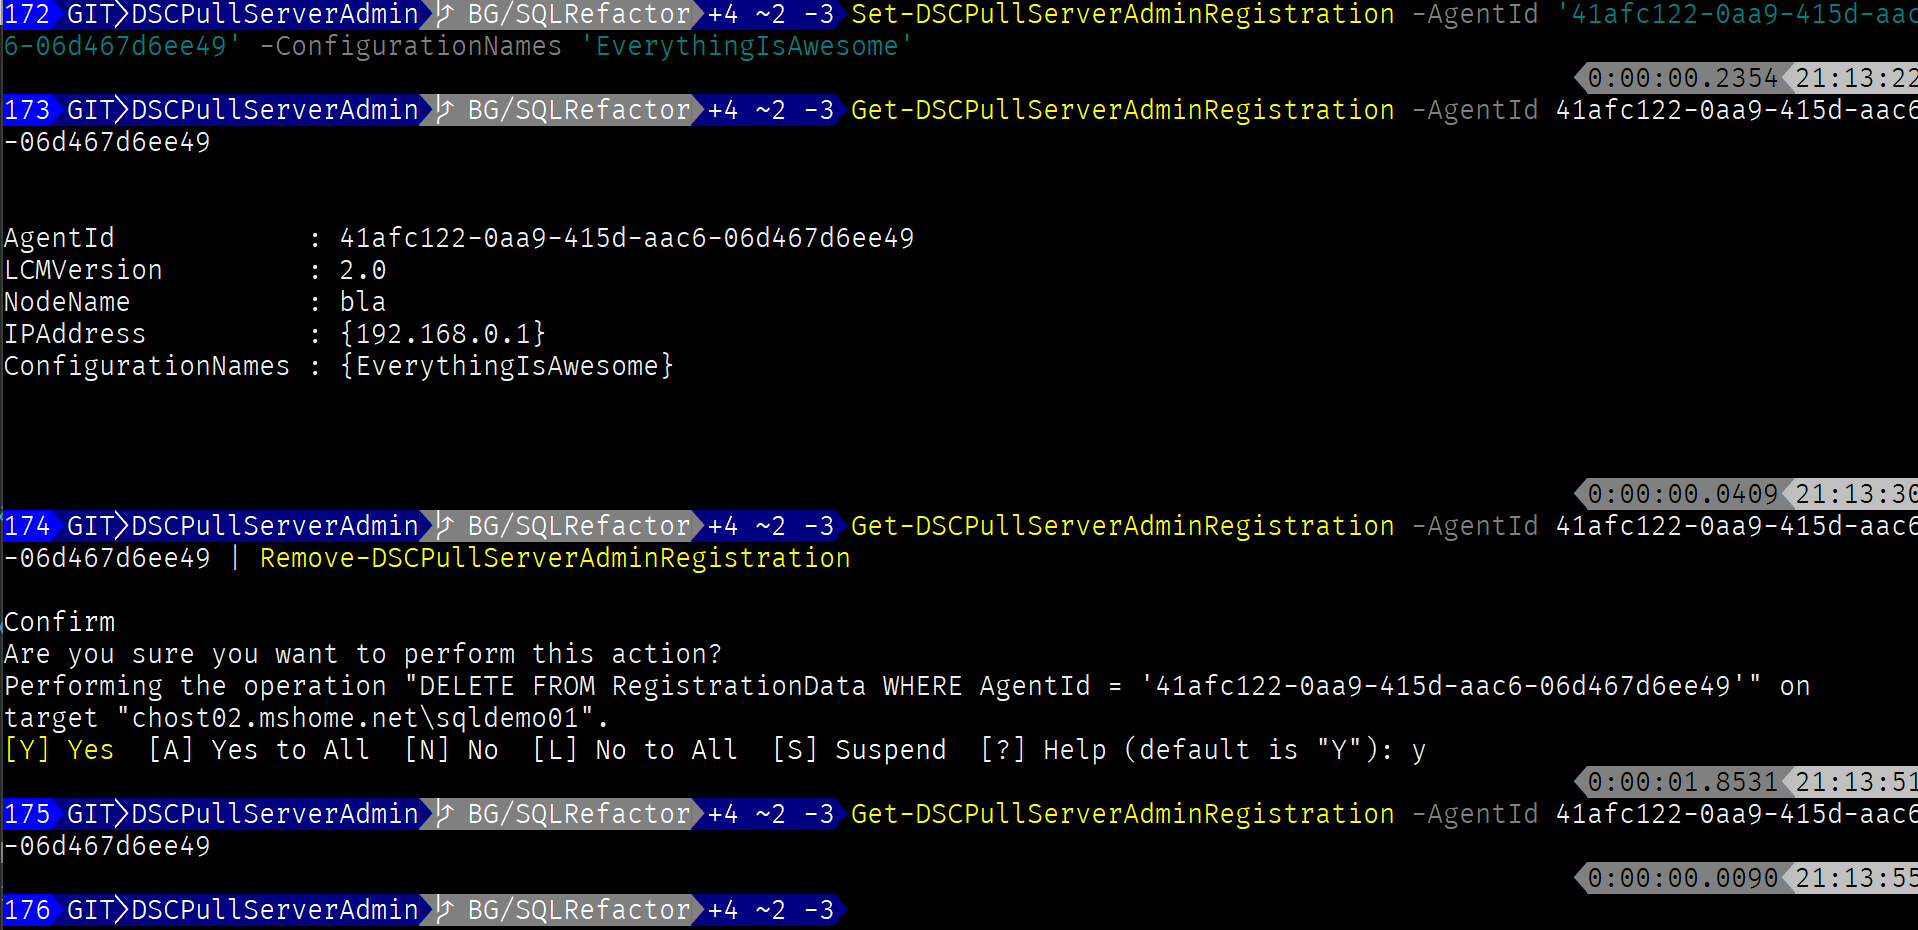 172 GIT DSCPullServerAdmin BG/SQLRefactor +4 ~2 -3 Set-DSCPullServerAdminRegistration -AgentId '41afc122-0aa9-415d-aac
6-06d467d6ee49' -ConfigurationNames 'EverythingIsAwesome'
0:00:00.2354 21:13:22
173 GIT DSCPullServerAdmin BG/SQLRefactor +4 ~2 -3 Get-DSCPullServerAdminRegistration -AgentId 41afc122-0aa9-415d-aac6
-06d467d6ee49
AgentId : 41afc122-0aa9-415d-aac6-06d467d6ee49
LCMVersion : 2.0
NodeName : bla
IPAddress : {192.168.0.1}
ConfigurationNames : {EverythingIsAwesome}
0:00:00.0409 21:13:30
174 GIT DSCPullServerAdmin BG/SQLRefactor +4 ~2 -3 Get-DSCPullServerAdminRegistration -AgentId 41afc122-0aa9-415d-aac6
-06d467d6ee49 | Remove-DSCPullServerAdminRegistration
Confirm
Are you sure you want to perform this action?
Performing the operation "DELETE FROM RegistrationData WHERE AgentId = '41afc122-0aa9-415d-aac6-06d467d6ee49'" on
target "chost02.mshome.net\sqldemo01".
[Y] Yes [A] Yes to All [N] No [L] No to All [S] Suspend [?] Help (default is "Y"): y
0:00:01.8531 21:13:51
175 GIT DSCPullServerAdmin BG/SQLRefactor +4 ~2 -3 Get-DSCPullServerAdminRegistration -AgentId 41afc122-0aa9-415d-aac6
-06d467d6ee49
0:00:00.0090 21:13:55
176 GIT DSCPullServerAdmin BG/SQLRefactor +4 ~2 -3